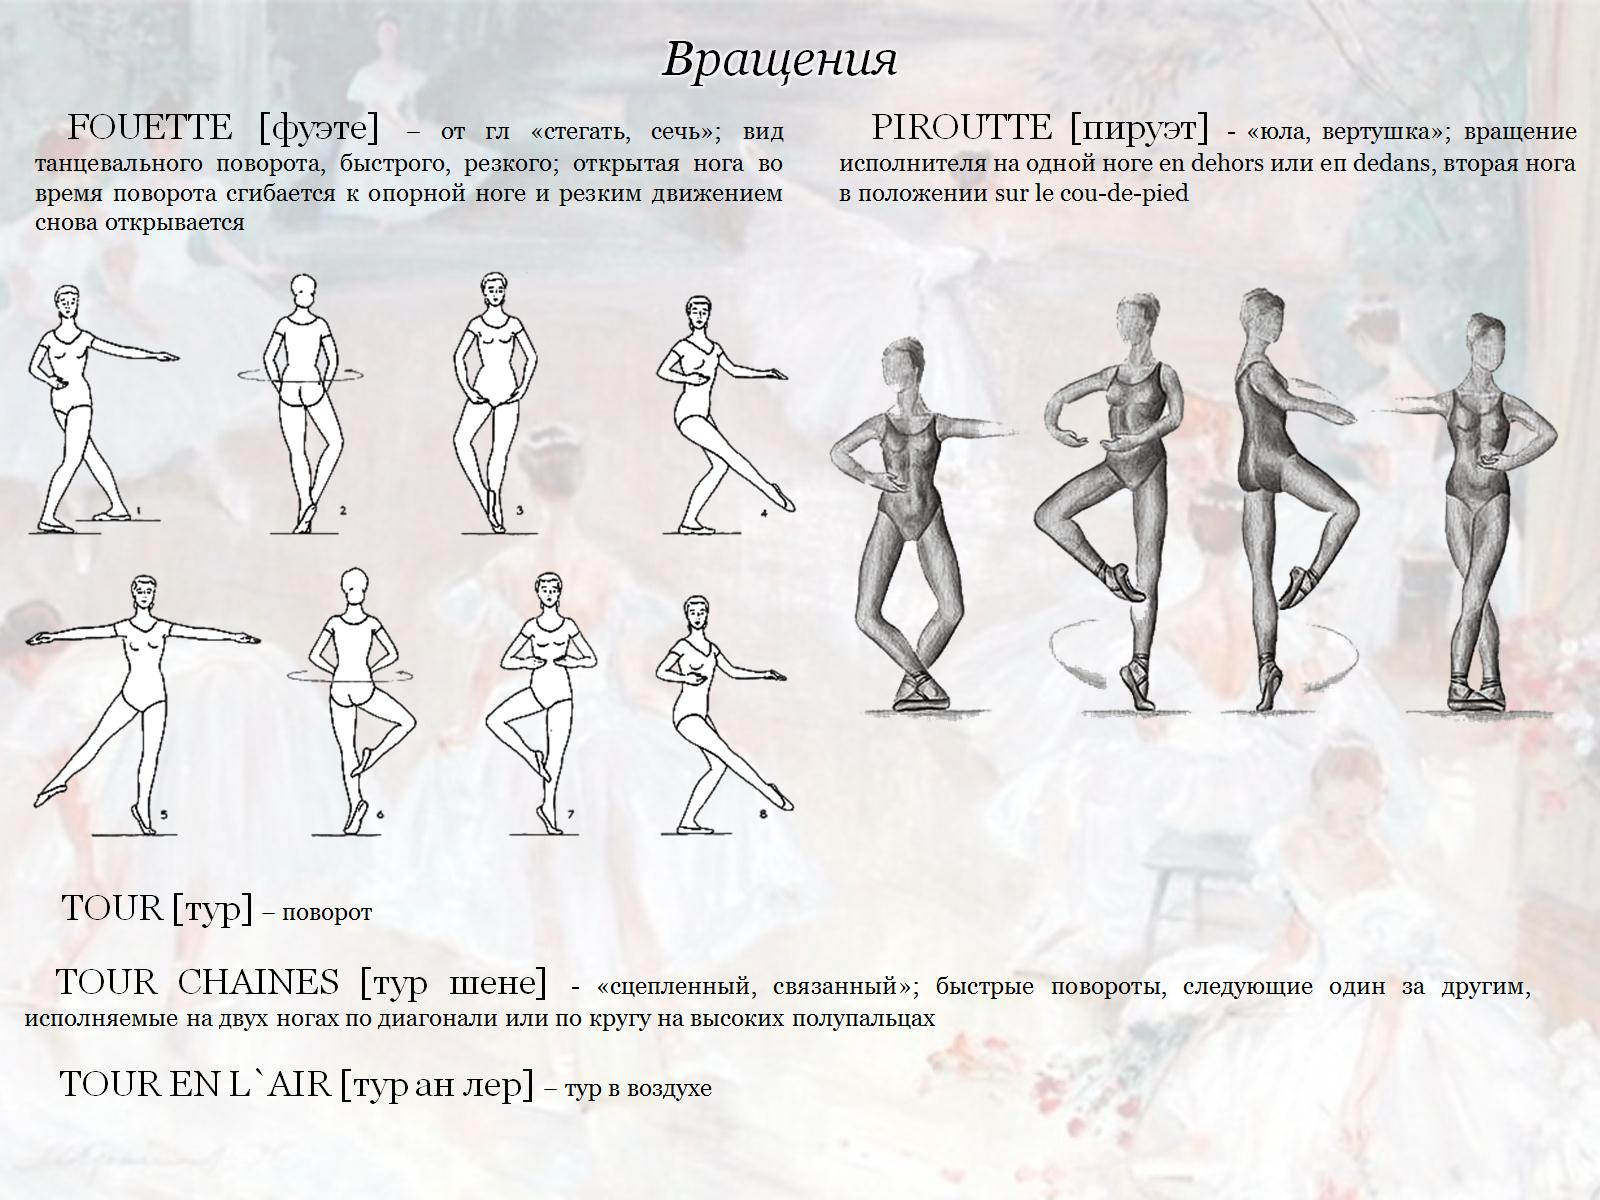 Вращения
FOUETTE [фуэте] – от гл «стегать, сечь»; вид
танцевального поворота, быстрого, резкого; открытая нога во
время поворота сгибается к опорной ноге и резким движением
снова открывается
PIROUTTE [пируэт] - «юла, вертушка»; вращение
исполнителя на одной ноге en dehors или еп dedans, вторая нога
в положении sur le cou-de-pied
1
2
3
4
5
6
7
8
TOUR [тур] – поворот
TOUR CHAINES [тур шене] - «сцепленный, связанный»; быстрые повороты, следующие один за другим,
исполняемые на двух ногах по диагонали или по кругу на высоких полупальцах
TOUR EN L`AIR [тур ан лер] – тур в воздухе